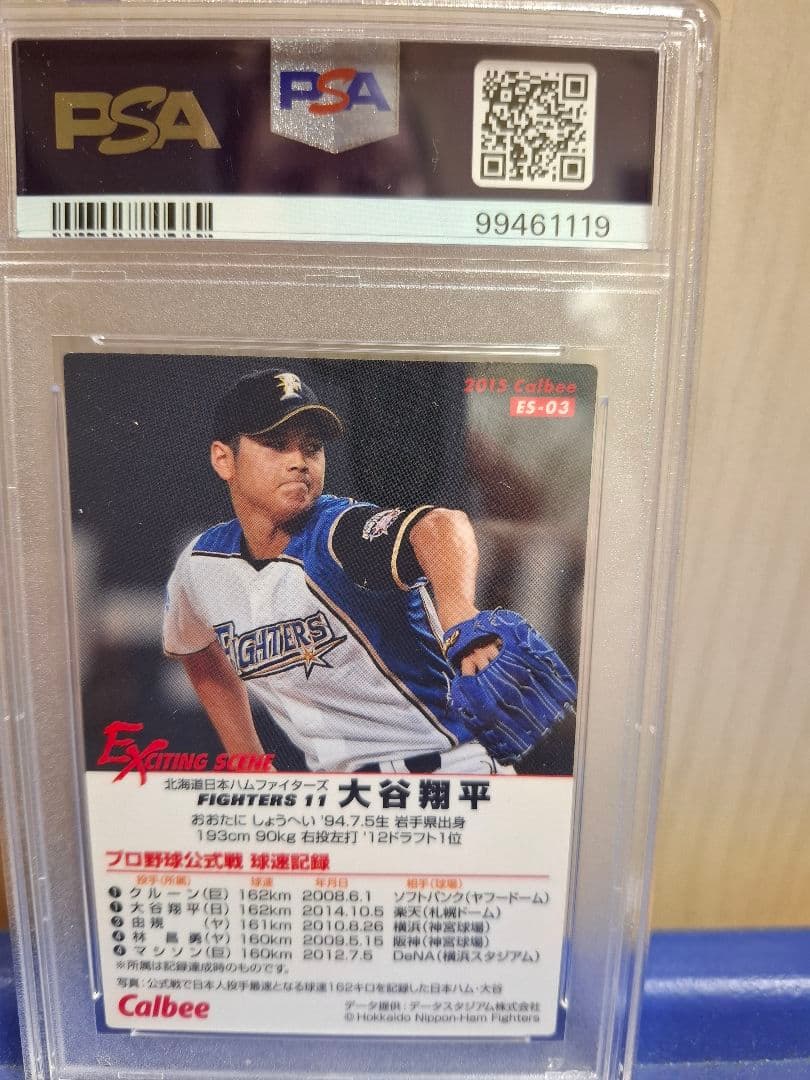 PSA
PSA
99461119
2015 Calbee
ES-03
FIGHTERS
EXCITING SCENE
北海道日本ハムファイターズ
FIGHTERS 11 大谷翔平
おおたに しょうへい '94.7.5生 岩手県出身
193cm 90kg 右投左打 '12ドラフト1位
プロ野球公式戦 球速記録
投手(所属) 球速 年月日 相手(球場)
❶ クルーン(巨) 162km 2008.6.1 ソフトバンク(ヤフードーム)
❶ 大谷翔平(日) 162km 2014.10.5 楽天(札幌ドーム)
❸ 由規 (ヤ) 161km 2010.8.26 横浜(神宮球場)
❹ 林 昌勇(ヤ) 160km 2009.5.15 阪神(神宮球場)
❹ マシソン(巨) 160km 2012.7.5 DeNA(横浜スタジアム)
※所属は記録達成時のものです。
写真:公式戦で日本人投手最速となる球速162キロを記録した日本ハム・大谷
Calbee
データ提供:データスタジアム株式会社
©Hokkaido Nippon-Ham Fighters